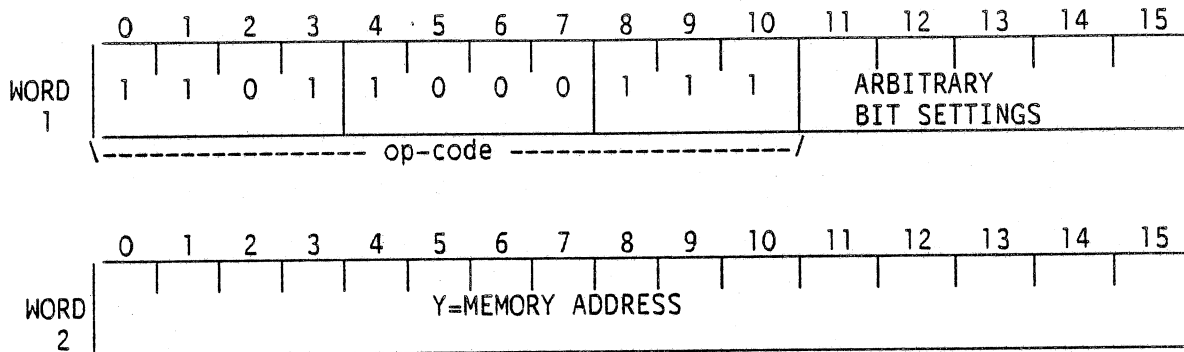 0 1 2 3 4 5 6 7 8 9 10 11 12 13 14 15
WORD 1 1 1 0 1 1 0 0 0 1 1 1 ARBITRARY
BIT SETTINGS
\------------------ op-code ------------------/
0 1 2 3 4 5 6 7 8 9 10 11 12 13 14 15
WORD 2 Y=MEMORY ADDRESS